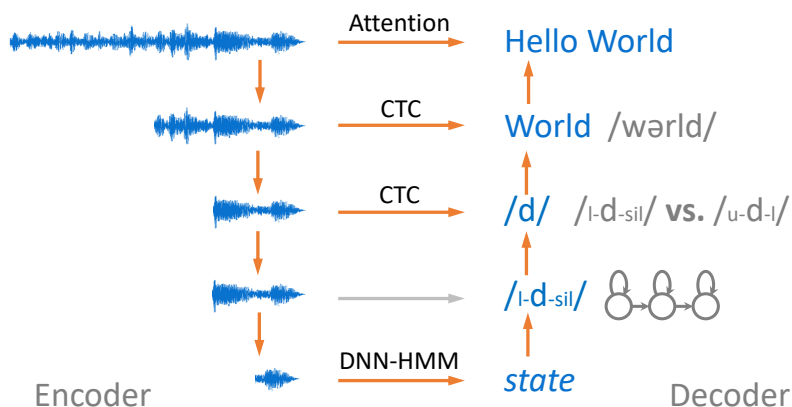 Attention
Hello World
CTC
World /wərld/
CTC
/d/ /l-d-sil/ vs. /u-d-l/
/l-d-sil/
DNN-HMM
state
Encoder
Decoder